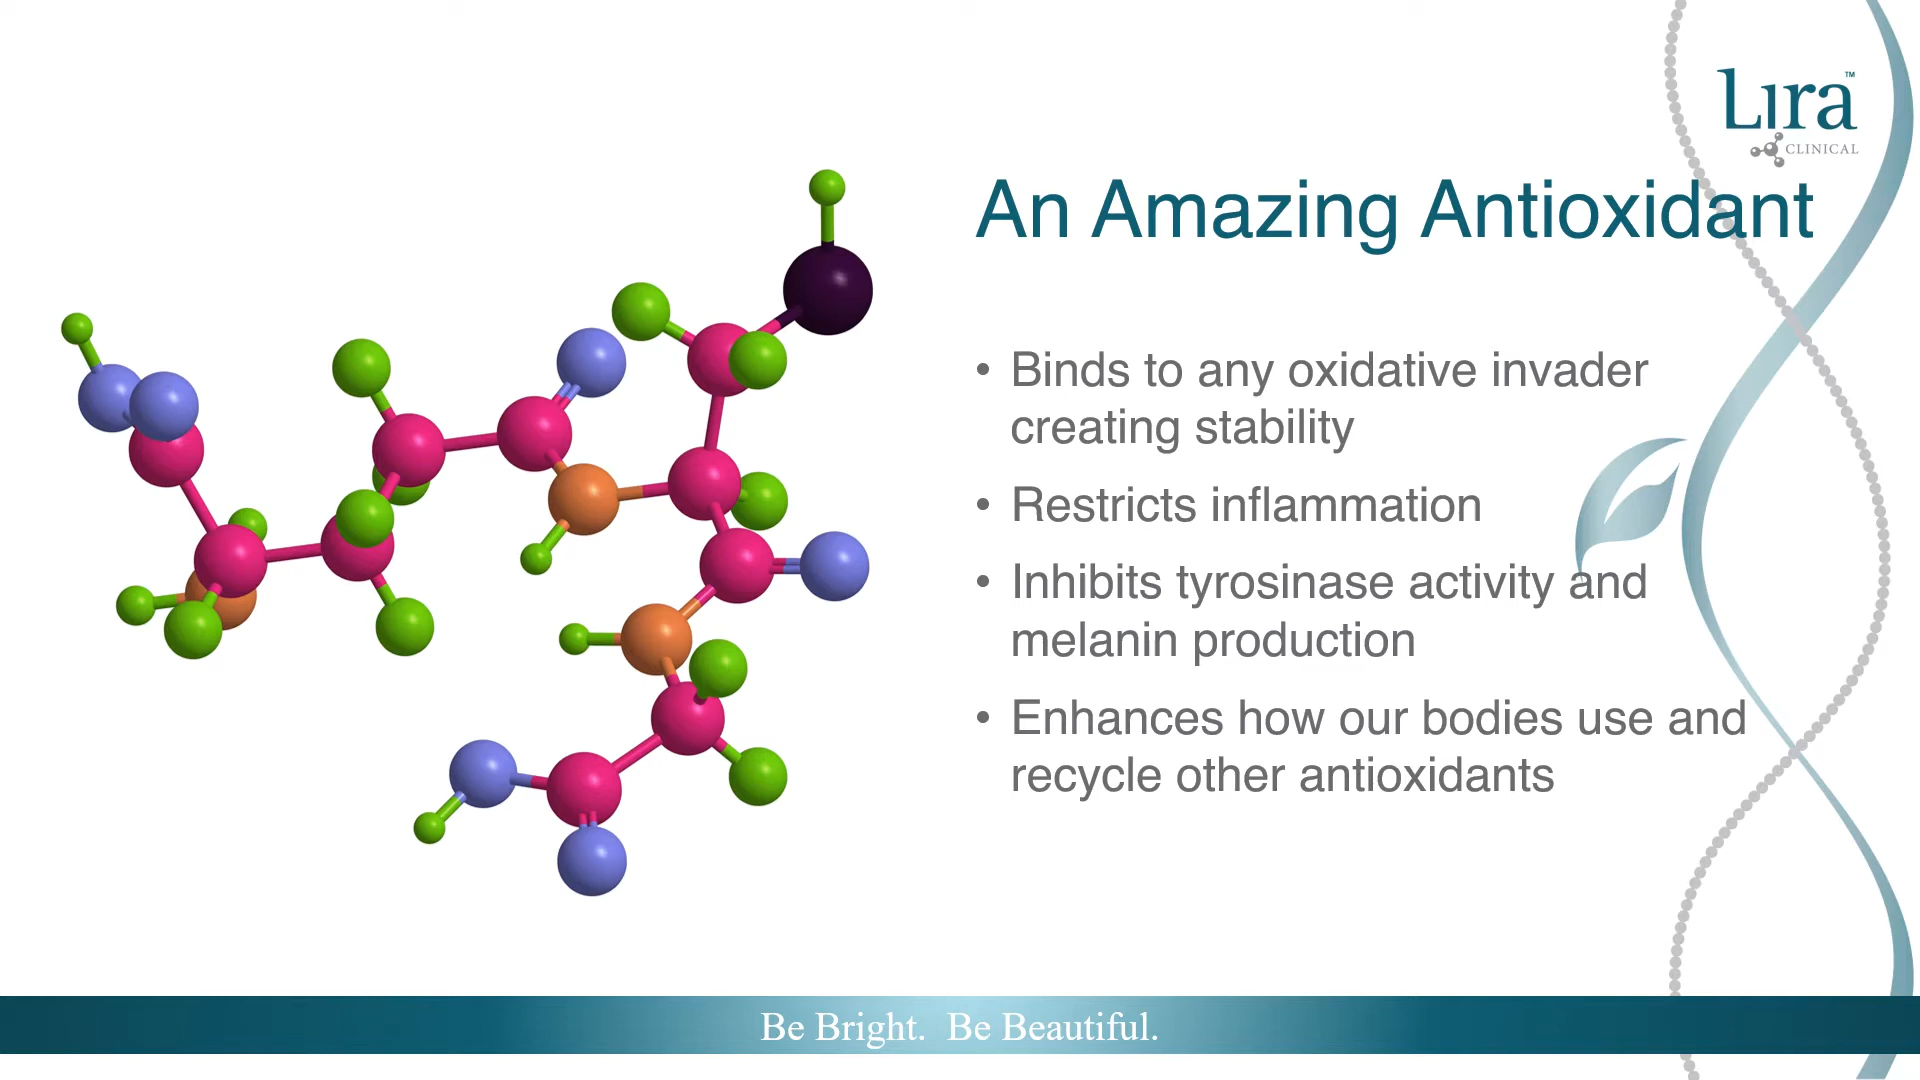 Lira™
CLINICAL
An Amazing Antioxidant
• Binds to any oxidative invader
creating stability
• Restricts inflammation
• Inhibits tyrosinase activity and
melanin production
• Enhances how our bodies use and
recycle other antioxidants
Be Bright.  Be Beautiful.